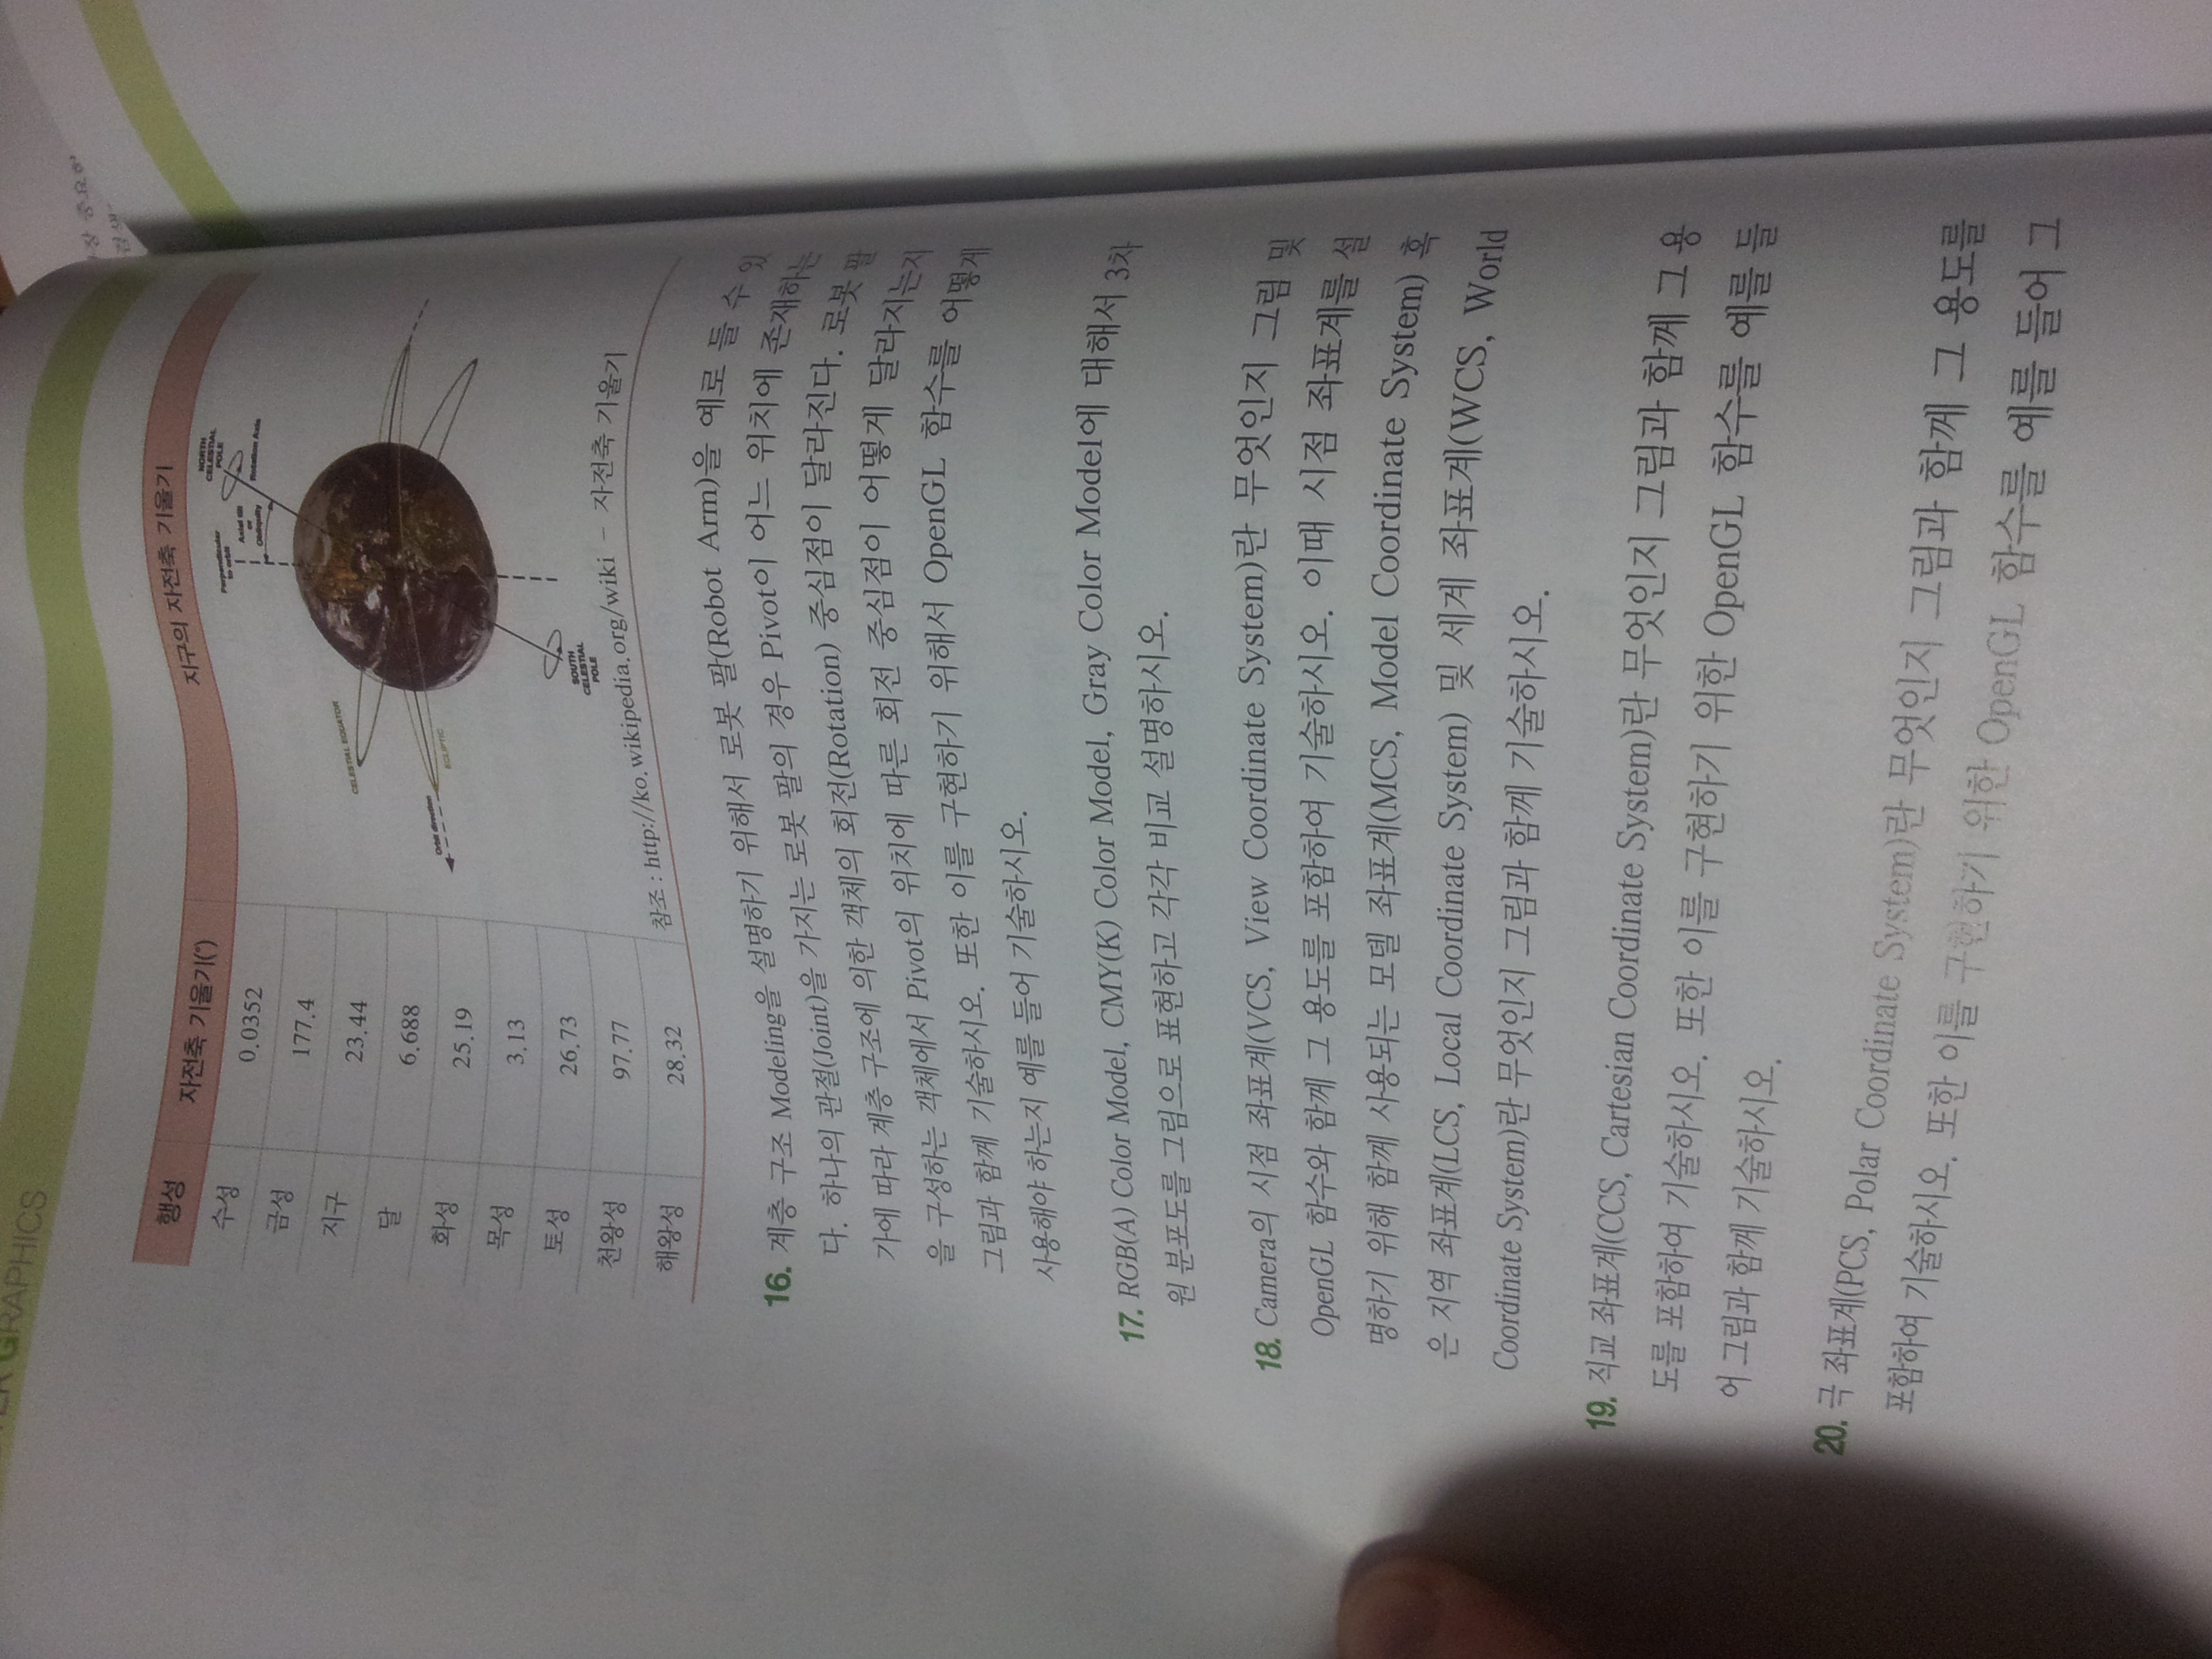 GRAPHICS
행성 자전축 기울기(°) 지구의 자전축 기울기
수성 0.0352
금성 177.4
지구 23.44
달 6.688
화성 25.19
목성 3.13
토성 26.73
천왕성 97.77
해왕성 28.32
NORTH
CELESTIAL
POLE
Perpendicular
to orbit
Axial tilt
or
Obliquity
Rotation Axis
CELESTIAL EQUATOR
Orbit direction
ECLIPTIC
SOUTH
CELESTIAL
POLE
참조 : http://ko.wikipedia.org/wiki - 자전축 기울기
16. 계층 구조 Modeling을 설명하기 위해서 로봇 팔(Robot Arm)을 예로 들 수 있
다. 하나의 관절(Joint)을 가지는 로봇 팔의 경우 Pivot이 어느 위치에 존재하는
가에 따라 계층 구조에 의한 객체의 회전(Rotation) 중심점이 달라진다. 로봇 팔
을 구성하는 객체에서 Pivot의 위치에 따른 회전 중심점이 어떻게 달라지는지
그림과 함께 기술하시오. 또한 이를 구현하기 위해서 OpenGL 함수를 어떻게
사용해야 하는지 예를 들어 기술하시오.
17. RGB(A) Color Model, CMY(K) Color Model, Gray Color Model에 대해서 3차
원 분포도를 그림으로 표현하고 각각 비교 설명하시오.
18. Camera의 시점 좌표계(VCS, View Coordinate System)란 무엇인지 그림 및
OpenGL 함수와 함께 그 용도를 포함하여 기술하시오. 이때 시점 좌표계를 설
명하기 위해 함께 사용되는 모델 좌표계(MCS, Model Coordinate System) 혹
은 지역 좌표계(LCS, Local Coordinate System) 및 세계 좌표계(WCS, World
Coordinate System)란 무엇인지 그림과 함께 기술하시오.
19. 직교 좌표계(CCS, Cartesian Coordinate System)란 무엇인지 그림과 함께 그 용
도를 포함하여 기술하시오. 또한 이를 구현하기 위한 OpenGL 함수를 예를 들
어 그림과 함께 기술하시오.
20. 극 좌표계(PCS, Polar Coordinate System)란 무엇인지 그림과 함께 그 용도를
포함하여 기술하시오. 또한 이를 구현하기 위한 OpenGL 함수를 예를 들어 그